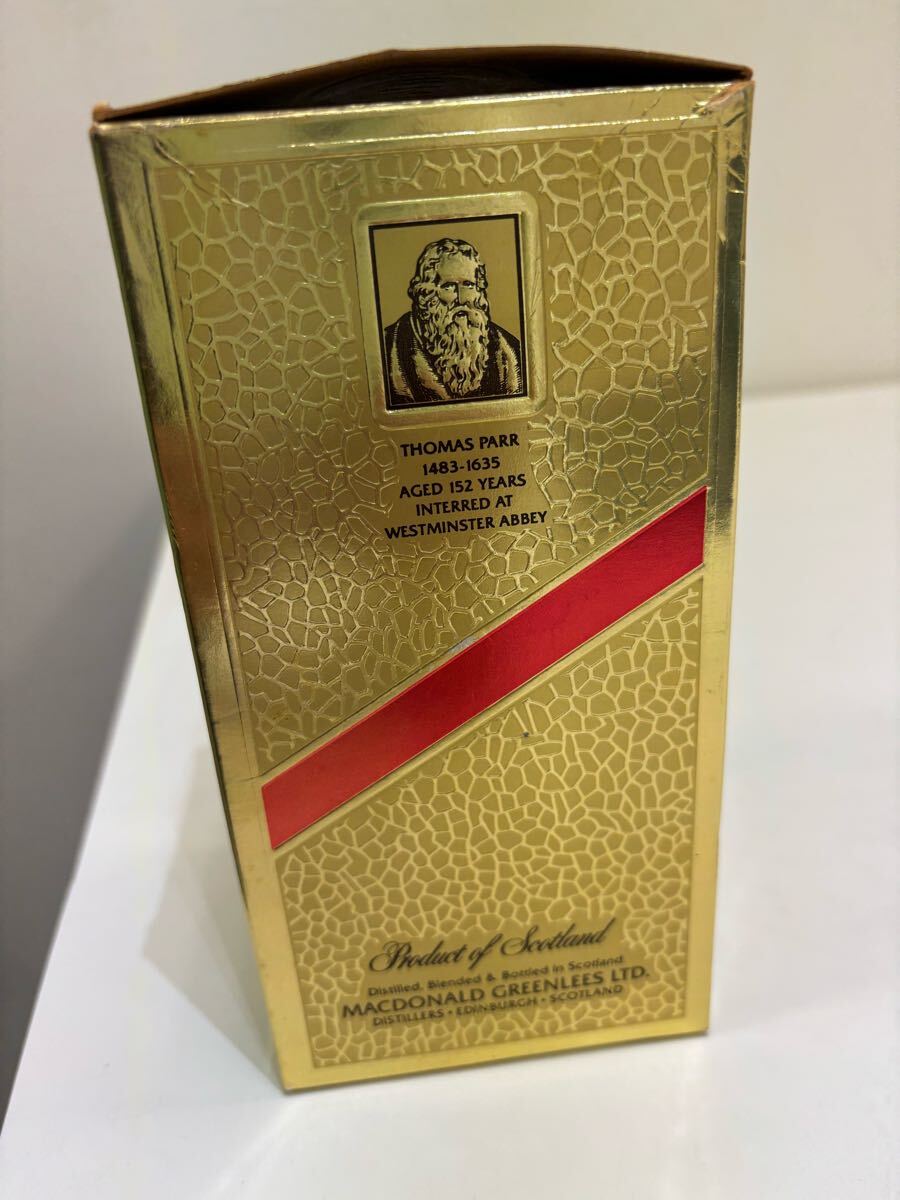 THOMAS PARR
1483-1635
AGED 152 YEARS
INTERRED AT
WESTMINSTER ABBEY
Product of Scotland
Distilled, Blended & Bottled in Scotland
MACDONALD GREENLEES LTD.
DISTILLERS • EDINBURGH • SCOTLAND